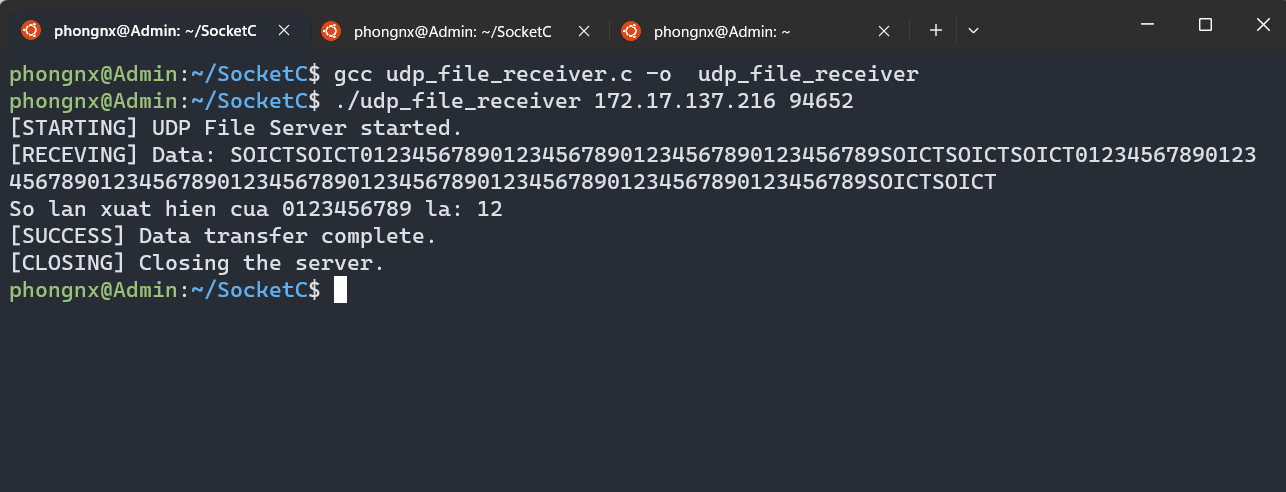 phongnx@Admin: ~/SocketC
phongnx@Admin: ~/SocketC
phongnx@Admin: ~
phongnx@Admin:~/SocketC$ gcc udp_file_receiver.c -o  udp_file_receiver
phongnx@Admin:~/SocketC$ ./udp_file_receiver 172.17.137.216 94652
[STARTING] UDP File Server started.
[RECEVING] Data: SOICTSOICT0123456789012345678901234567890123456789SOICTSOICTSOICT01234567890123
456789012345678901234567890123456789012345678901234567890123456789SOICTSOICT
So lan xuat hien cua 0123456789 la: 12
[SUCCESS] Data transfer complete.
[CLOSING] Closing the server.
phongnx@Admin:~/SocketC$